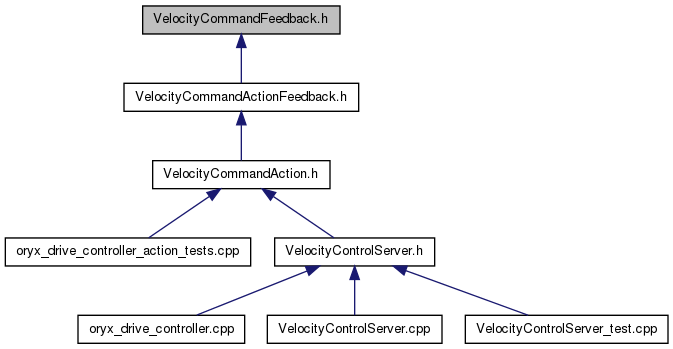 VelocityCommandFeedback.h
VelocityCommandActionFeedback.h
VelocityCommandAction.h
oryx_drive_controller_action_tests.cpp
VelocityControlServer.h
oryx_drive_controller.cpp
VelocityControlServer.cpp
VelocityControlServer_test.cpp